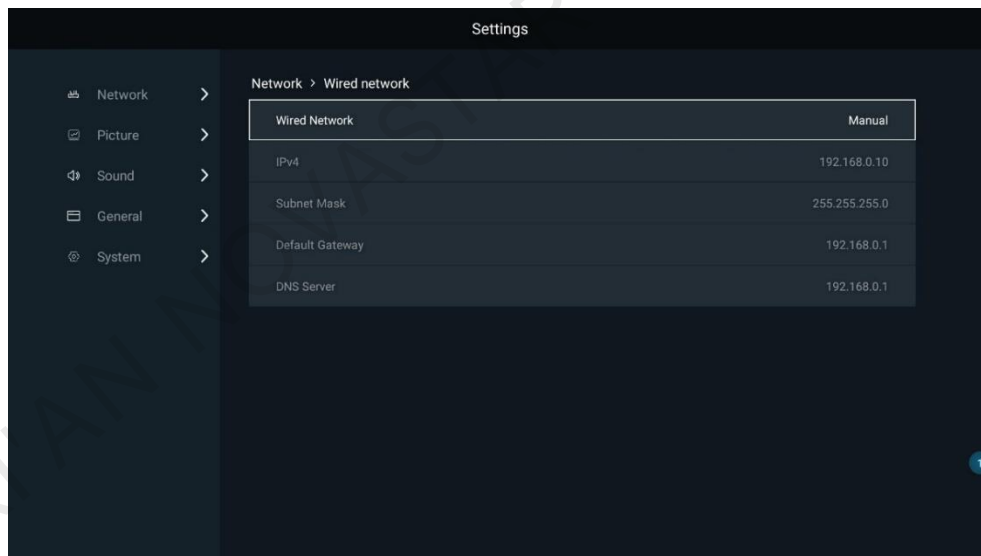 Settings
Network
Picture
Sound
General
System
Network > Wired network
Wired Network Manual
IPv4 192.168.0.10
Subnet Mask 255.255.255.0
Default Gateway 192.168.0.1
DNS Server 192.168.0.1